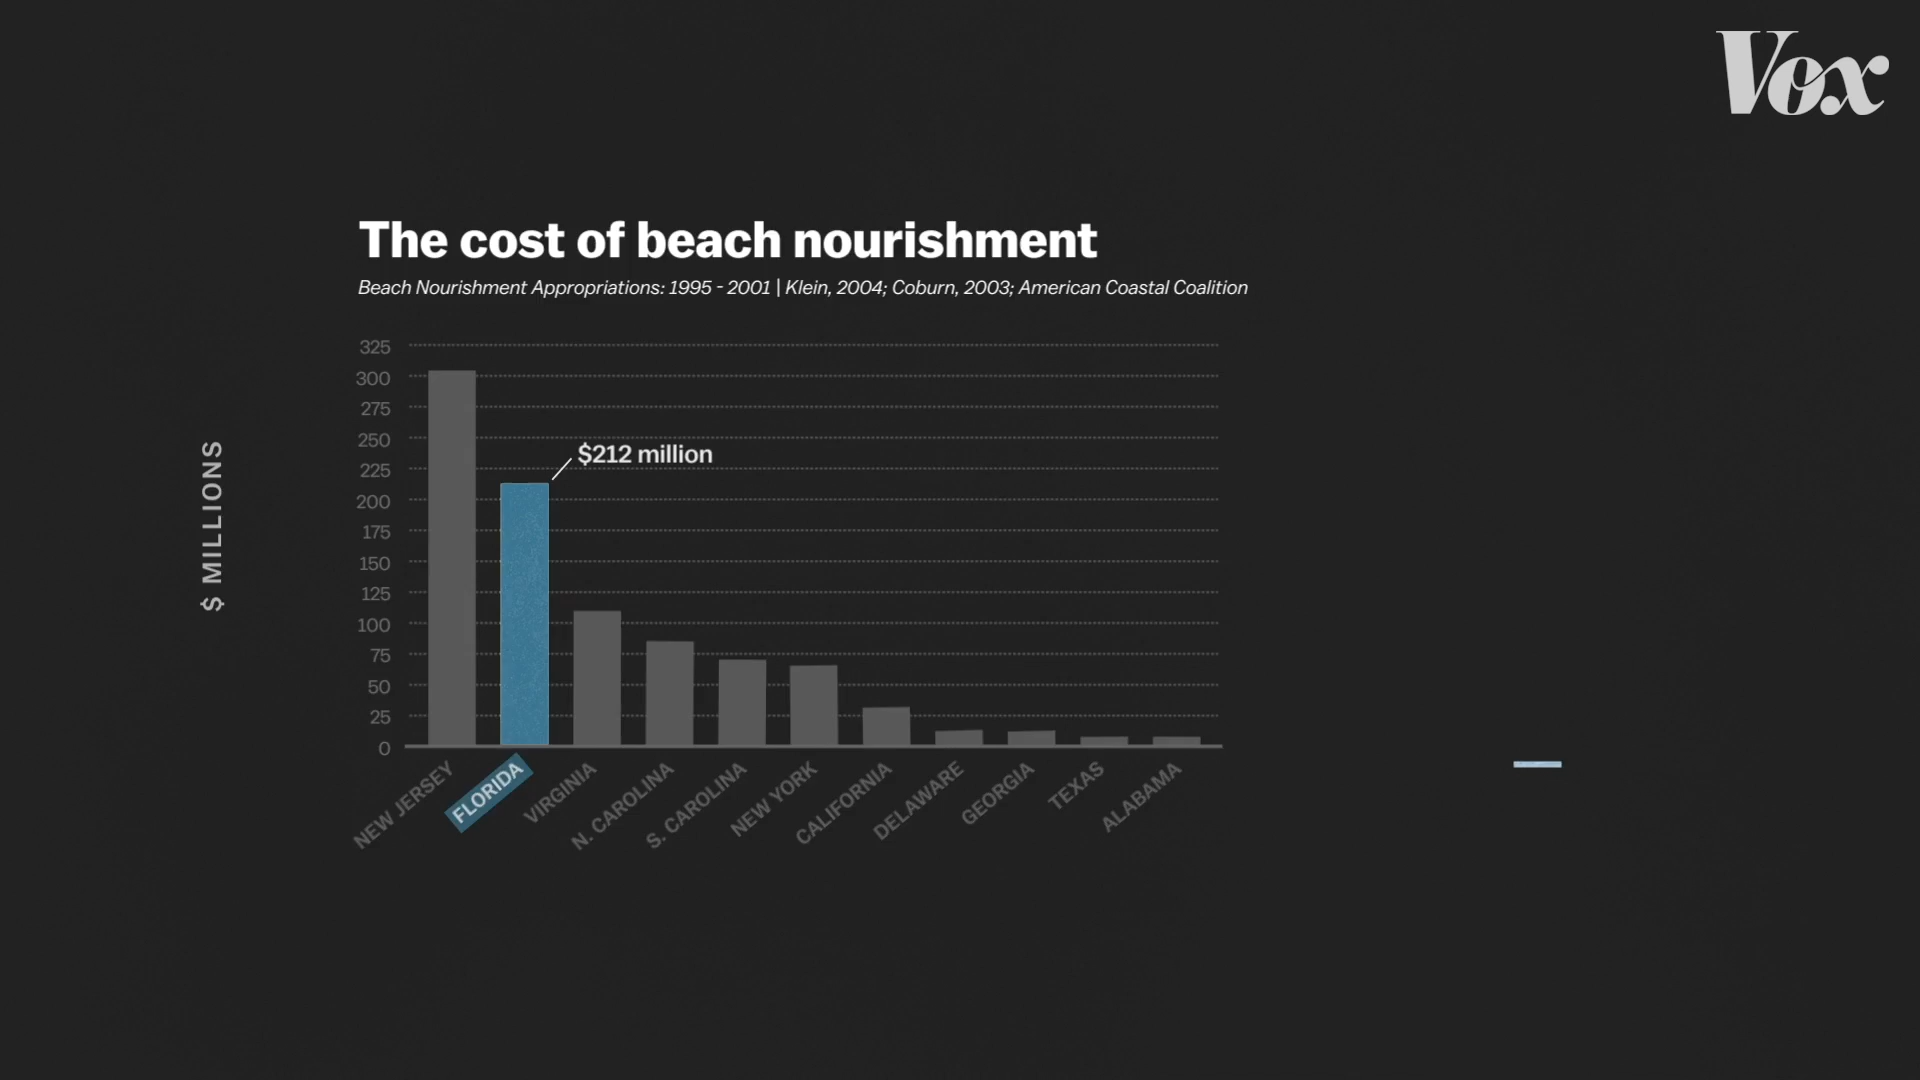 Vox
The cost of beach nourishment
Beach Nourishment Appropriations: 1995 - 2001 | Klein, 2004; Coburn, 2003; American Coastal Coalition
$ MILLIONS
325
300
275
250
225
200
175
150
125
100
75
50
25
0
$212 million
NEW JERSEY
FLORIDA
VIRGINIA
N. CAROLINA
S. CAROLINA
NEW YORK
CALIFORNIA
DELAWARE
GEORGIA
TEXAS
ALABAMA